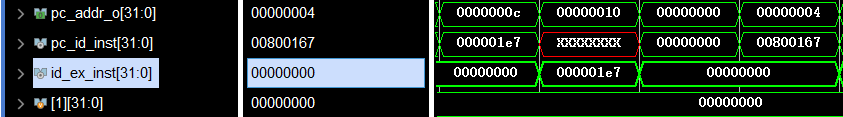 pc_addr_o[31:0] 00000004 0000000c 00000010 00000000 00000004
pc_id_inst[31:0] 00800167 000001e7 XXXXXXXX 00000000 00800167
id_ex_inst[31:0] 00000000 00000000 000001e7 00000000
[1][31:0] 00000000 00000000